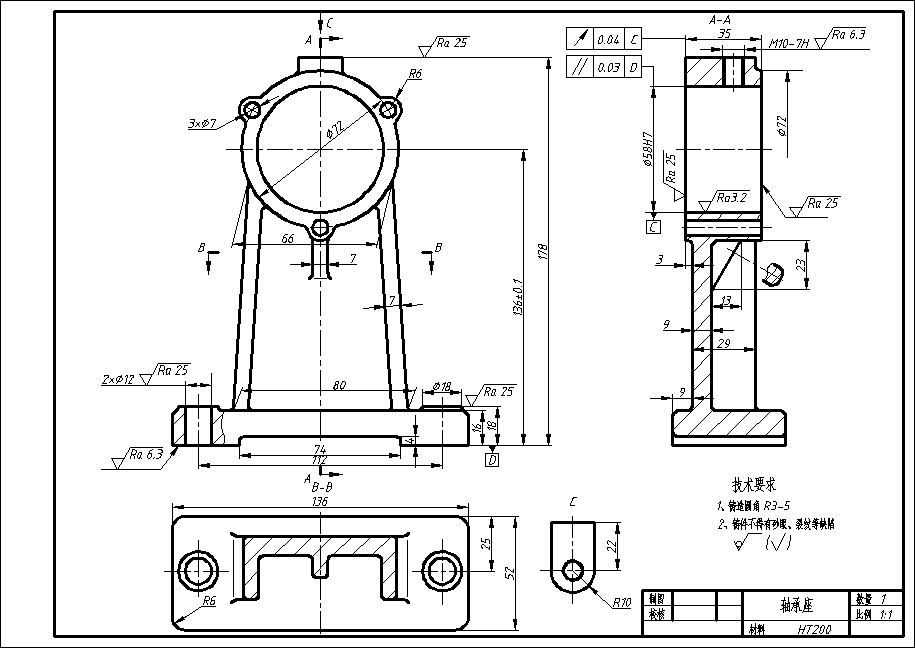 C
A
Ra 25
R6
3×Φ7
Φ72
B
B
66
7
7
178
136±0.1
2×Φ12
Ra 25
80
Φ18
Ra 25
16
18
4
Ra 6.3
74
112
D
A
A-A
0.04 C
0.03 D
35
M10-7H
Ra 6.3
Φ58H7
Φ72
Ra 25
Ra3.2
Ra 25
C
3
23
13
9
29
9
B-B
136
25
52
R6
C
22
R10
技术要求
1、铸造圆角 R3-5
2、铸件不得有砂眼、裂纹等缺陷
(√)
制图
校核
轴承座
数量 1
比例 1:1
材料 HT200